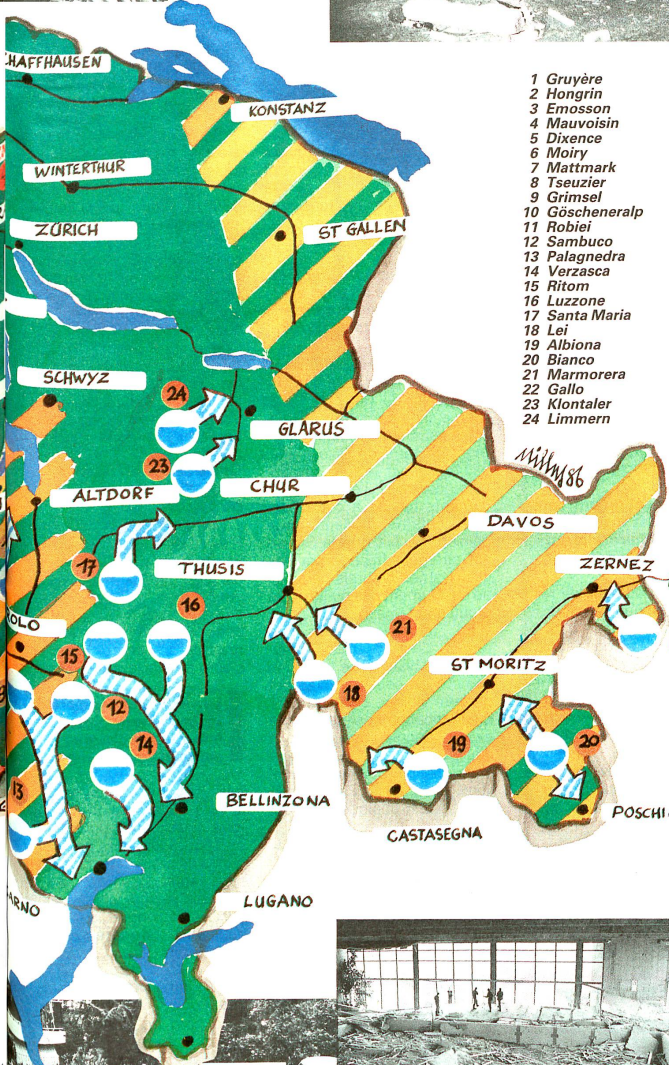 CHAFFHAUSEN
KONSTANZ
WINTERTHUR
ZÜRICH
ST GALLEN
SCHWYZ
24
GLARUS
23
ALTDORF
CHUR
DAVOS
17
THUSIS
ZERNEZ
16
ROLO
21
15
ST MORITZ
18
12
14
19
20
13
BELLINZONA
POSCHI
CASTASEGNA
ARNO
LUGANO
1 Gruyère
2 Hongrin
3 Emosson
4 Mauvoisin
5 Dixence
6 Moiry
7 Mattmark
8 Tseuzier
9 Grimsel
10 Göscheneralp
11 Robiei
12 Sambuco
13 Palagnedra
14 Verzasca
15 Ritom
16 Luzzone
17 Santa Maria
18 Lei
19 Albiona
20 Bianco
21 Marmorera
22 Gallo
23 Klontaler
24 Limmern